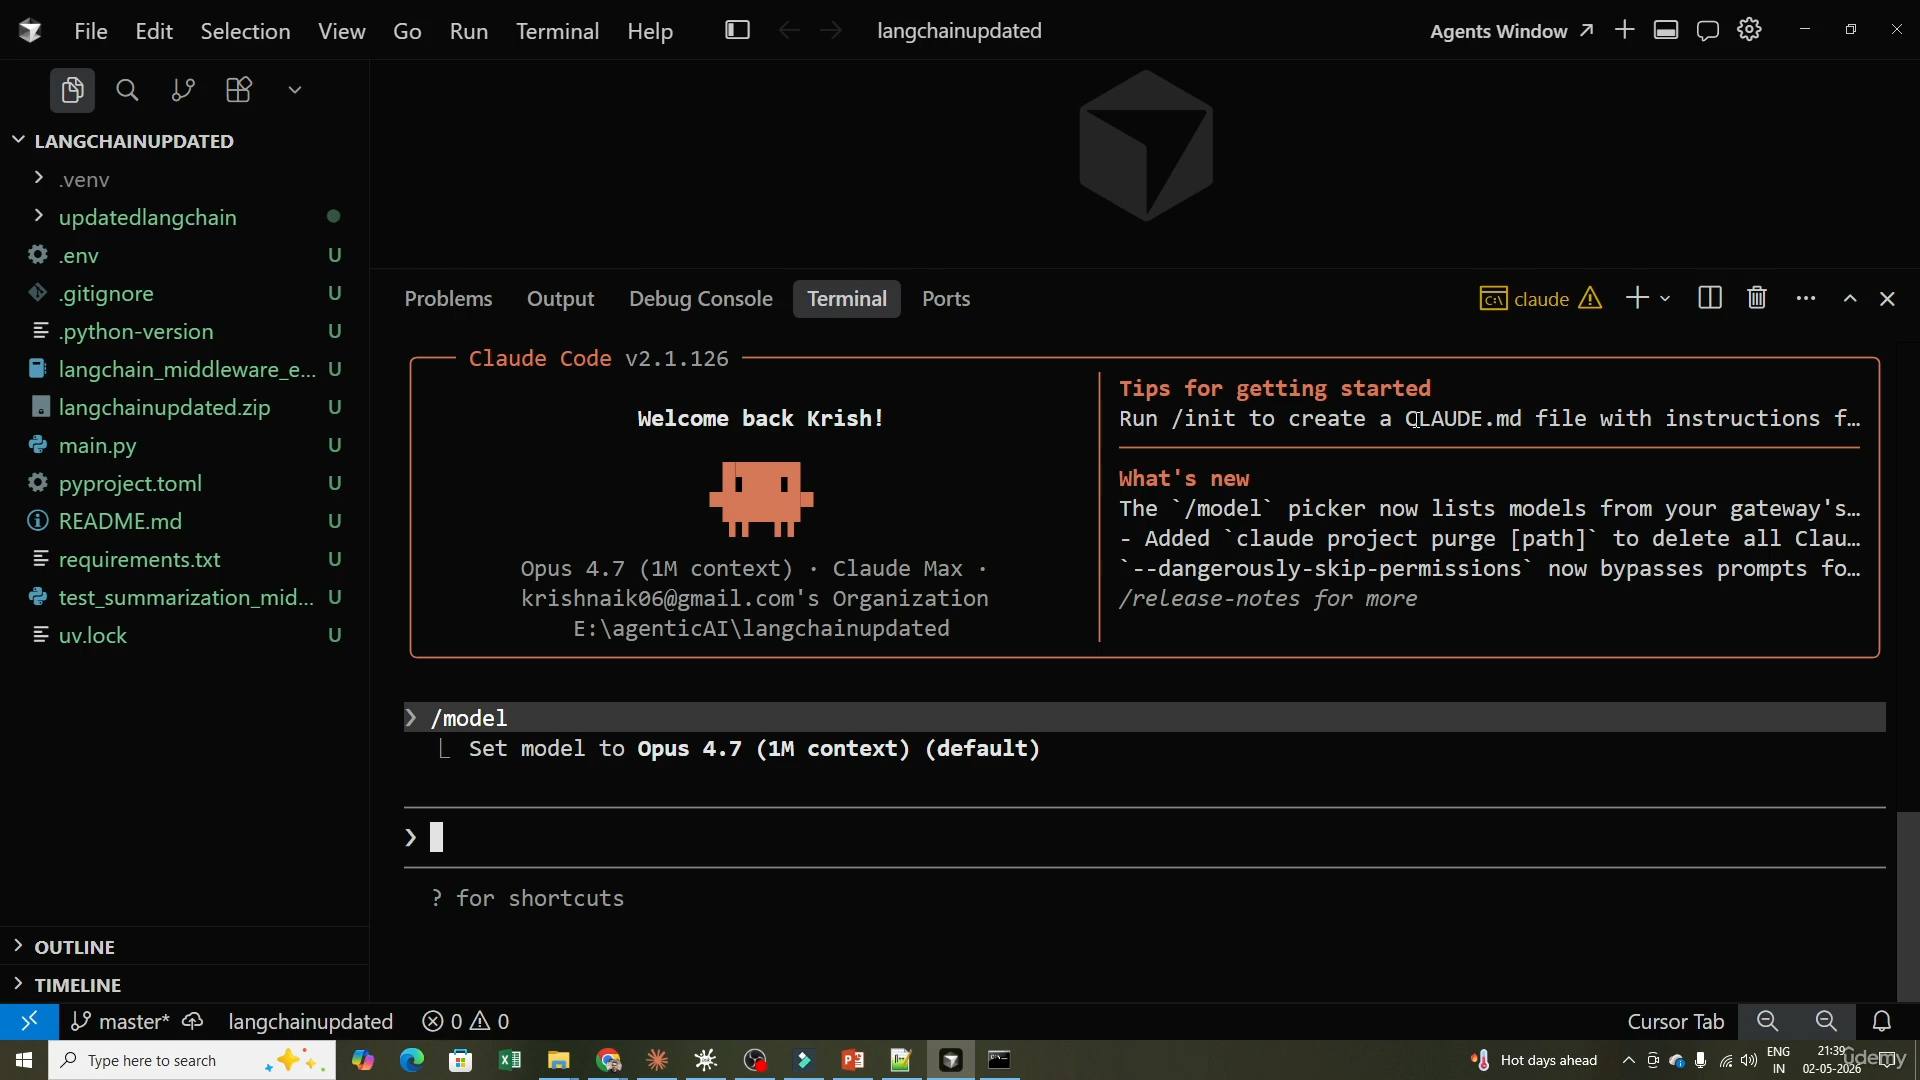 File Edit Selection View Go Run Terminal Help langchainupdated Agents Window
LANGCHAINUPDATED
.venv
updatedlangchain
.env U
.gitignore U
.python-version U
langchain_middleware_e... U
langchainupdated.zip U
main.py U
pyproject.toml U
README.md U
requirements.txt U
test_summarization_mid... U
uv.lock U
OUTLINE
TIMELINE
Problems Output Debug Console Terminal Ports claude
Claude Code v2.1.126
Welcome back Krish!
Opus 4.7 (1M context) · Claude Max ·
krishnaik06@gmail.com's Organization
E:\agenticAI\langchainupdated
Tips for getting started
Run /init to create a CLAUDE.md file with instructions f…
What's new
The `/model` picker now lists models from your gateway's…
- Added `claude project purge [path]` to delete all Clau…
`--dangerously-skip-permissions` now bypasses prompts fo…
/release-notes for more
❯ /model
⎿ Set model to Opus 4.7 (1M context) (default)
❯
? for shortcuts
master* langchainupdated 0 0 Cursor Tab
Type here to search Hot days ahead ENG IN 21:39 02-05-2026
udemy